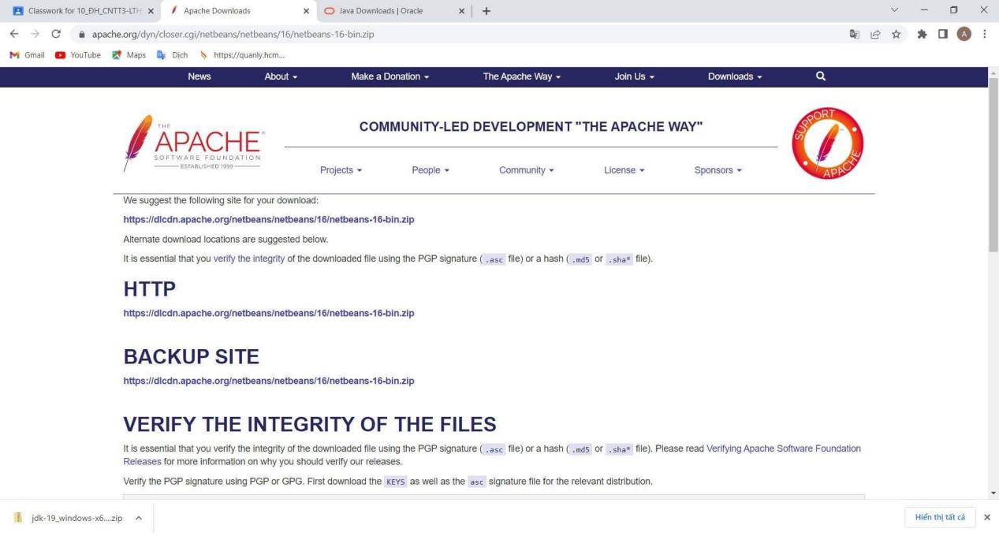 Classwork for 10_ĐH_CNTT3-LTH
Apache Downloads
Java Downloads | Oracle
apache.org/dyn/closer.cgi/netbeans/netbeans/16/netbeans-16-bin.zip
A
Gmail YouTube Maps Dịch https://quanly.hcm...
News About Make a Donation The Apache Way Join Us Downloads
THE
APACHE®
SOFTWARE FOUNDATION
ESTABLISHED 1999
COMMUNITY-LED DEVELOPMENT "THE APACHE WAY"
SUPPORT
APACHE
Projects People Community License Sponsors
We suggest the following site for your download:
https://dlcdn.apache.org/netbeans/netbeans/16/netbeans-16-bin.zip
Alternate download locations are suggested below.
It is essential that you verify the integrity of the downloaded file using the PGP signature ( .asc file) or a hash ( .md5 or .sha* file).
HTTP
https://dlcdn.apache.org/netbeans/netbeans/16/netbeans-16-bin.zip
BACKUP SITE
https://dlcdn.apache.org/netbeans/netbeans/16/netbeans-16-bin.zip
VERIFY THE INTEGRITY OF THE FILES
It is essential that you verify the integrity of the downloaded file using the PGP signature ( .asc file) or a hash ( .md5 or .sha* file). Please read Verifying Apache Software Foundation
Releases for more information on why you should verify our releases.
Verify the PGP signature using PGP or GPG. First download the KEYS as well as the asc signature file for the relevant distribution.
jdk-19_windows-x6....zip
Hiển thị tất cả